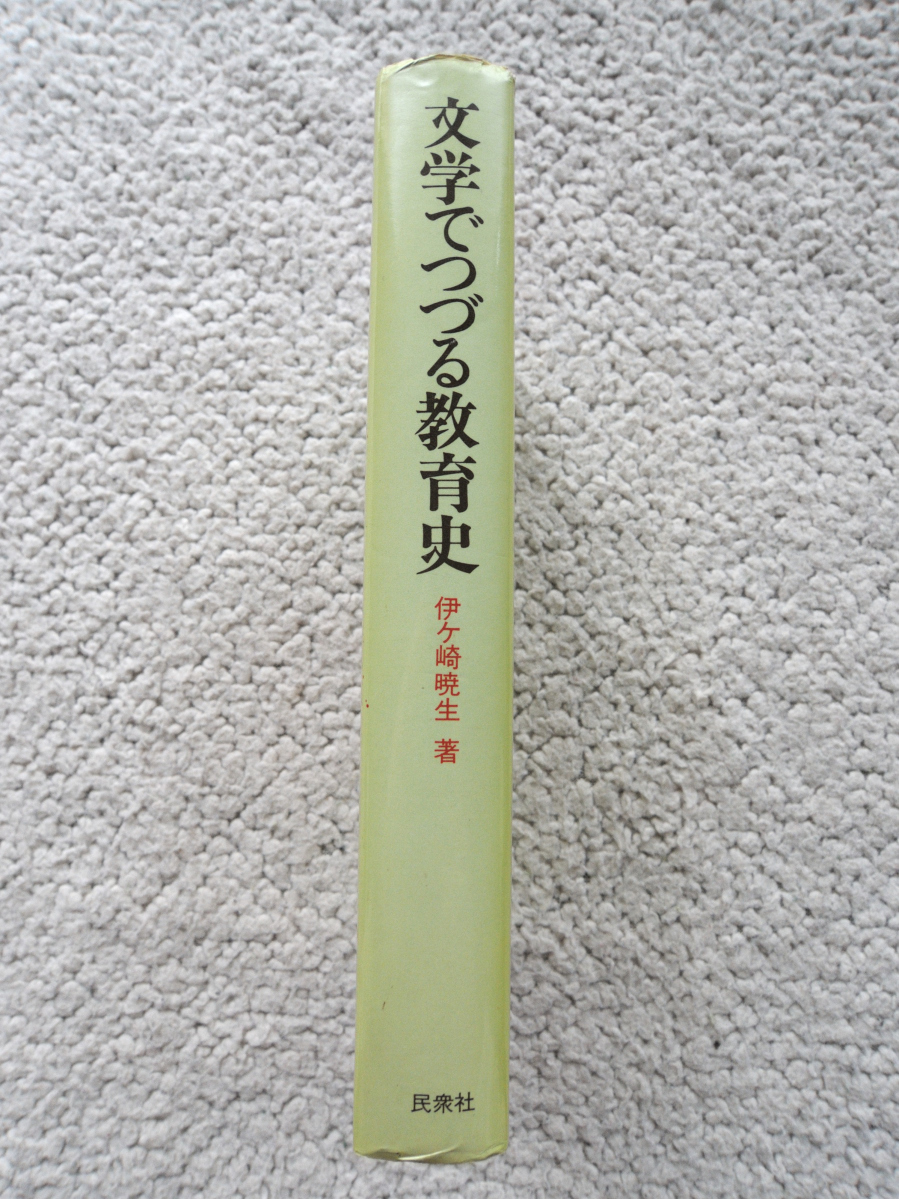 文学でつづる教育史
伊ケ崎暁生 著
民衆社